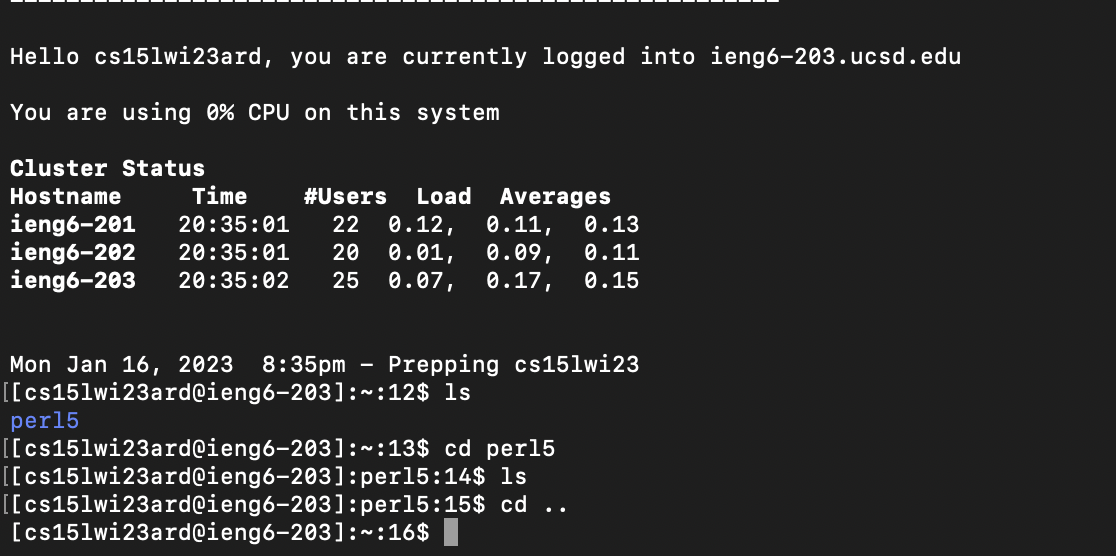 Hello cs15lwi23ard, you are currently logged into ieng6-203.ucsd.edu
You are using 0% CPU on this system
Cluster Status
Hostname     Time    #Users  Load  Averages
ieng6-201   20:35:01   22  0.12,  0.11,  0.13
ieng6-202   20:35:01   20  0.01,  0.09,  0.11
ieng6-203   20:35:02   25  0.07,  0.17,  0.15
Mon Jan 16, 2023  8:35pm - Prepping cs15lwi23
[[cs15lwi23ard@ieng6-203]:~:12$ ls
perl5
[[cs15lwi23ard@ieng6-203]:~:13$ cd perl5
[[cs15lwi23ard@ieng6-203]:perl5:14$ ls
[[cs15lwi23ard@ieng6-203]:perl5:15$ cd ..
[cs15lwi23ard@ieng6-203]:~:16$